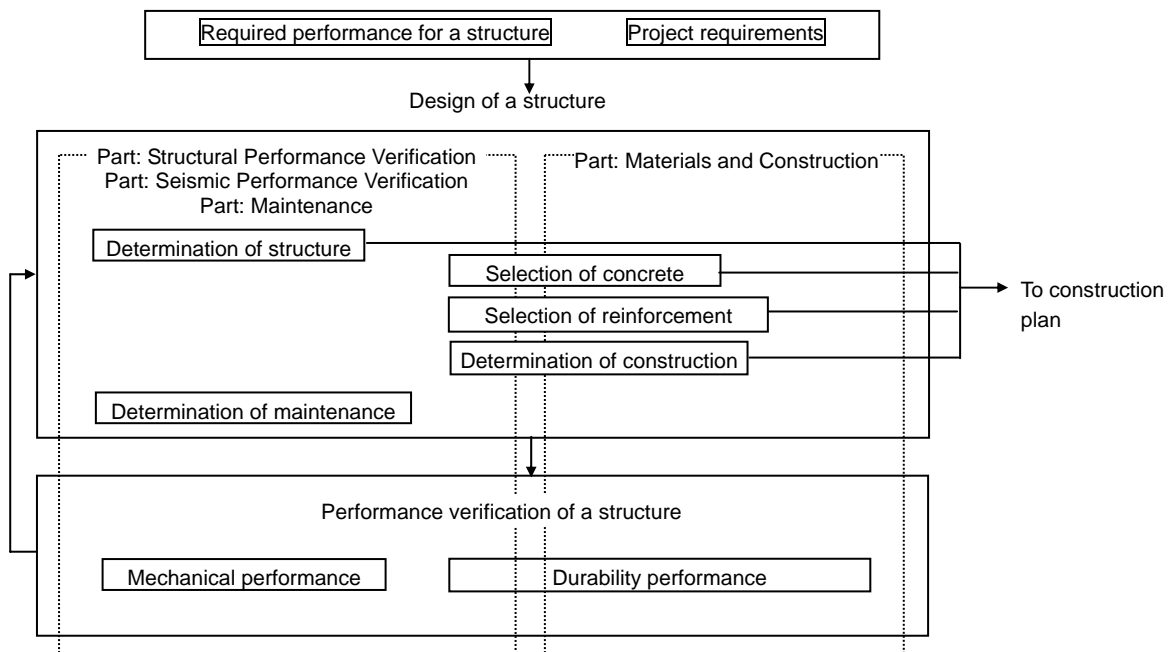 Required performance for a structure
Project requirements
Design of a structure
Part: Structural Performance Verification
Part: Seismic Performance Verification
Part: Maintenance
Part: Materials and Construction
Determination of structure
Selection of concrete
Selection of reinforcement
Determination of construction
Determination of maintenance
To construction
plan
Performance verification of a structure
Mechanical performance
Durability performance